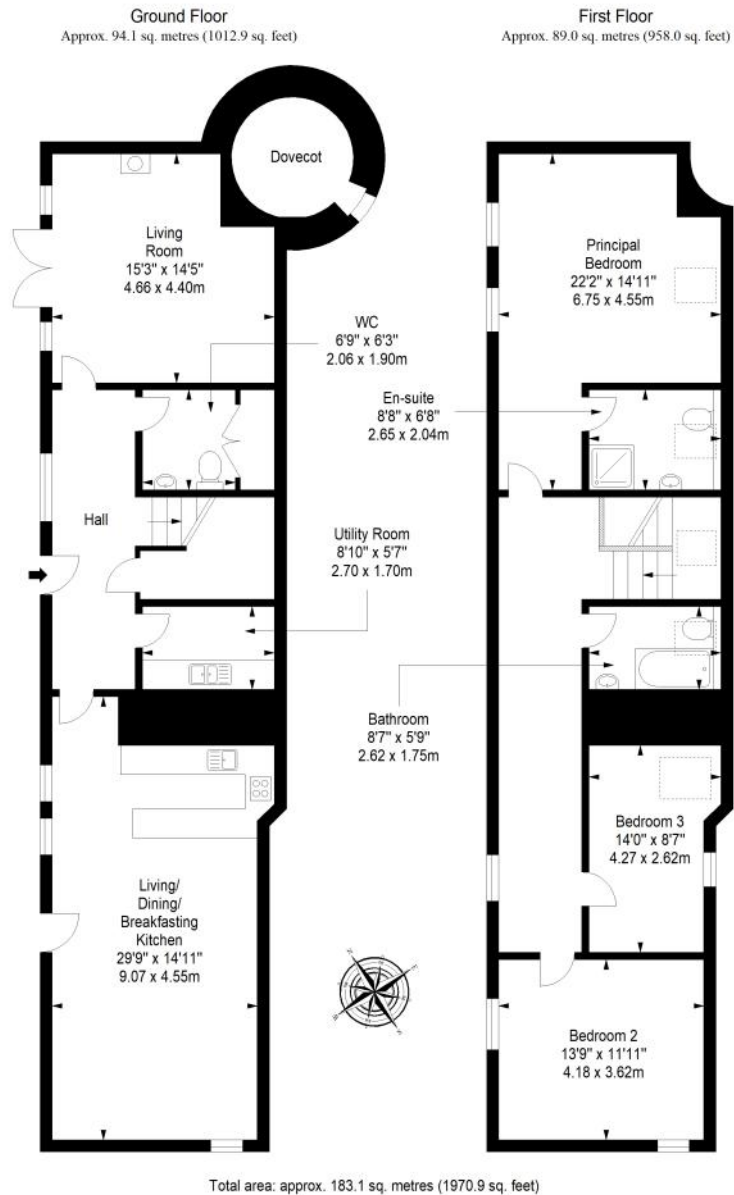 Ground Floor
Approx. 94.1 sq. metres (1012.9 sq. feet)
First Floor
Approx. 89.0 sq. metres (958.0 sq. feet)
Dovecot
Living
Room
15'3" x 14'5"
4.66 x 4.40m
Principal
Bedroom
22'2" x 14'11"
6.75 x 4.55m
WC
6'9" x 6'3"
2.06 x 1.90m
En-suite
8'8" x 6'8"
2.65 x 2.04m
Hall
Utility Room
8'10" x 5'7"
2.70 x 1.70m
Bathroom
8'7" x 5'9"
2.62 x 1.75m
Bedroom 3
14'0" x 8'7"
4.27 x 2.62m
Living/
Dining/
Breakfasting
Kitchen
29'9" x 14'11"
9.07 x 4.55m
Bedroom 2
13'9" x 11'11"
4.18 x 3.62m
Total area: approx. 183.1 sq. metres (1970.9 sq. feet)